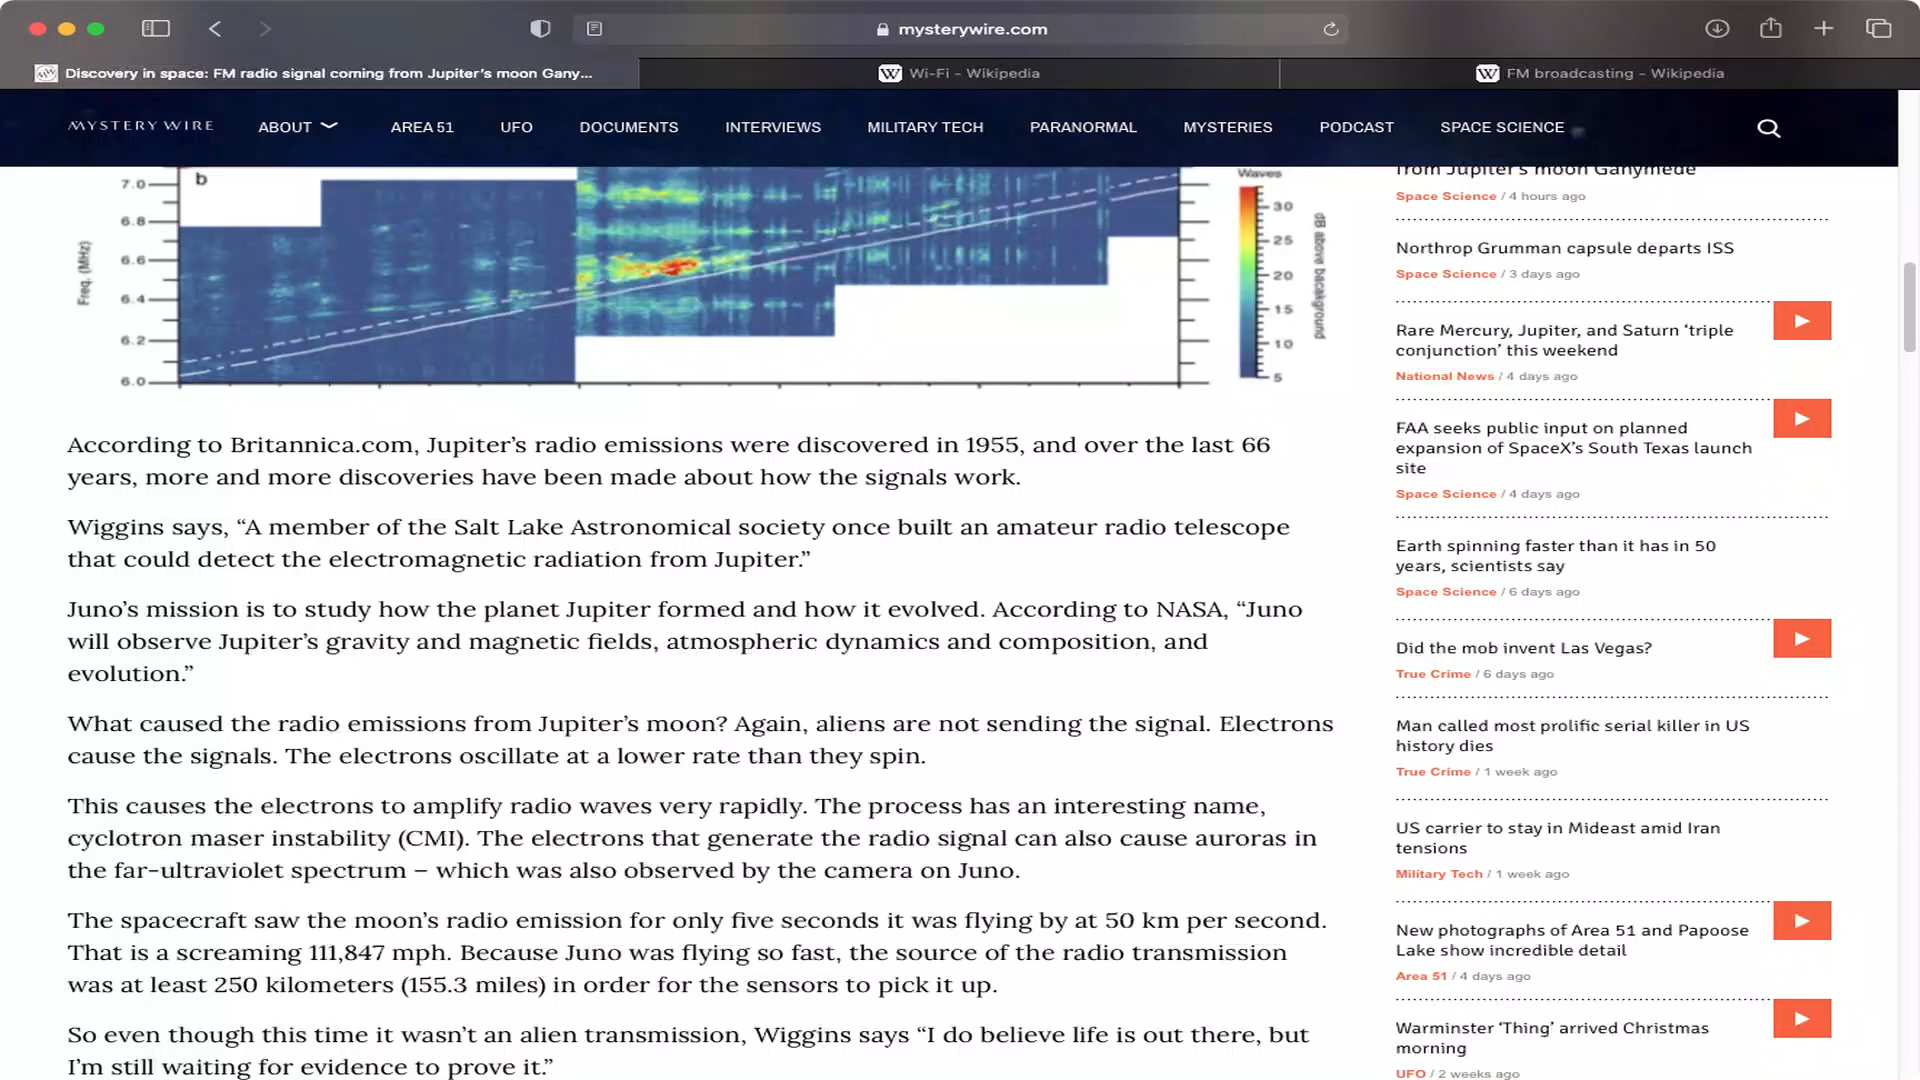 mysterywire.com
Discovery in space: FM radio signal coming from Jupiter's moon Gany...
Wi-Fi - Wikipedia
FM broadcasting - Wikipedia
MYSTERY WIRE
ABOUT
AREA 51
UFO
DOCUMENTS
INTERVIEWS
MILITARY TECH
PARANORMAL
MYSTERIES
PODCAST
SPACE SCIENCE
b
Freq. (MHz)
7.0
6.8
6.6
6.4
6.2
6.0
Waves
30
25
20
15
10
5
dB above background
According to Britannica.com, Jupiter’s radio emissions were discovered in 1955, and over the last 66
years, more and more discoveries have been made about how the signals work.
Wiggins says, “A member of the Salt Lake Astronomical society once built an amateur radio telescope
that could detect the electromagnetic radiation from Jupiter.”
Juno’s mission is to study how the planet Jupiter formed and how it evolved. According to NASA, “Juno
will observe Jupiter’s gravity and magnetic fields, atmospheric dynamics and composition, and
evolution.”
What caused the radio emissions from Jupiter’s moon? Again, aliens are not sending the signal. Electrons
cause the signals. The electrons oscillate at a lower rate than they spin.
This causes the electrons to amplify radio waves very rapidly. The process has an interesting name,
cyclotron maser instability (CMI). The electrons that generate the radio signal can also cause auroras in
the far-ultraviolet spectrum – which was also observed by the camera on Juno.
The spacecraft saw the moon’s radio emission for only five seconds it was flying by at 50 km per second.
That is a screaming 111,847 mph. Because Juno was flying so fast, the source of the radio transmission
was at least 250 kilometers (155.3 miles) in order for the sensors to pick it up.
So even though this time it wasn’t an alien transmission, Wiggins says “I do believe life is out there, but
I’m still waiting for evidence to prove it.”
from Jupiter’s moon Ganymede
Space Science / 4 hours ago
Northrop Grumman capsule departs ISS
Space Science / 3 days ago
Rare Mercury, Jupiter, and Saturn ‘triple
conjunction’ this weekend
National News / 4 days ago
FAA seeks public input on planned
expansion of SpaceX’s South Texas launch
site
Space Science / 4 days ago
Earth spinning faster than it has in 50
years, scientists say
Space Science / 6 days ago
Did the mob invent Las Vegas?
True Crime / 6 days ago
Man called most prolific serial killer in US
history dies
True Crime / 1 week ago
US carrier to stay in Mideast amid Iran
tensions
Military Tech / 1 week ago
New photographs of Area 51 and Papoose
Lake show incredible detail
Area 51 / 4 days ago
Warminster ‘Thing’ arrived Christmas
morning
UFO / 2 weeks ago